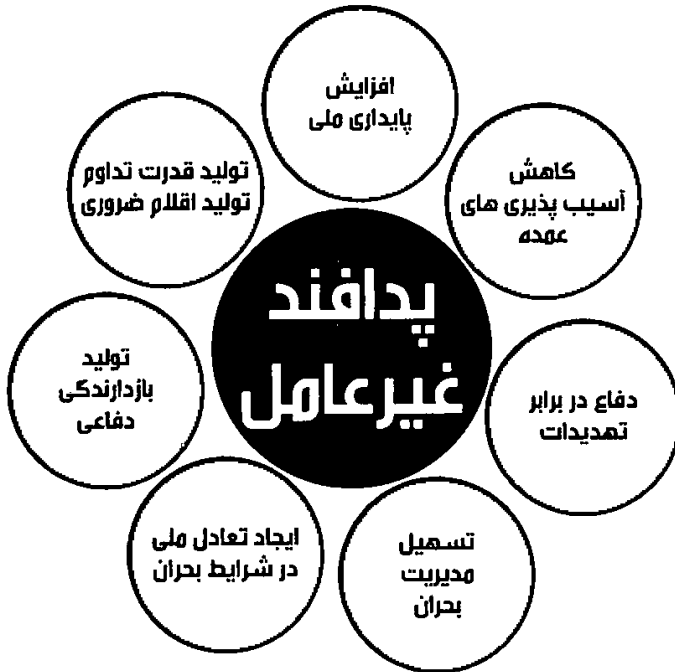 افزایش
پایداری ملی
کاهش
آسیب پذیری های
عمده
دفاع در برابر
تهدیدات
تسهیل
مدیریت
بحران
ایجاد تعادل ملی
در شرایط بحران
تولید
بازدارندگی
دفاعی
تولید قدرت تداوم
تولید اقلام ضروری
پدافند
غیرعامل